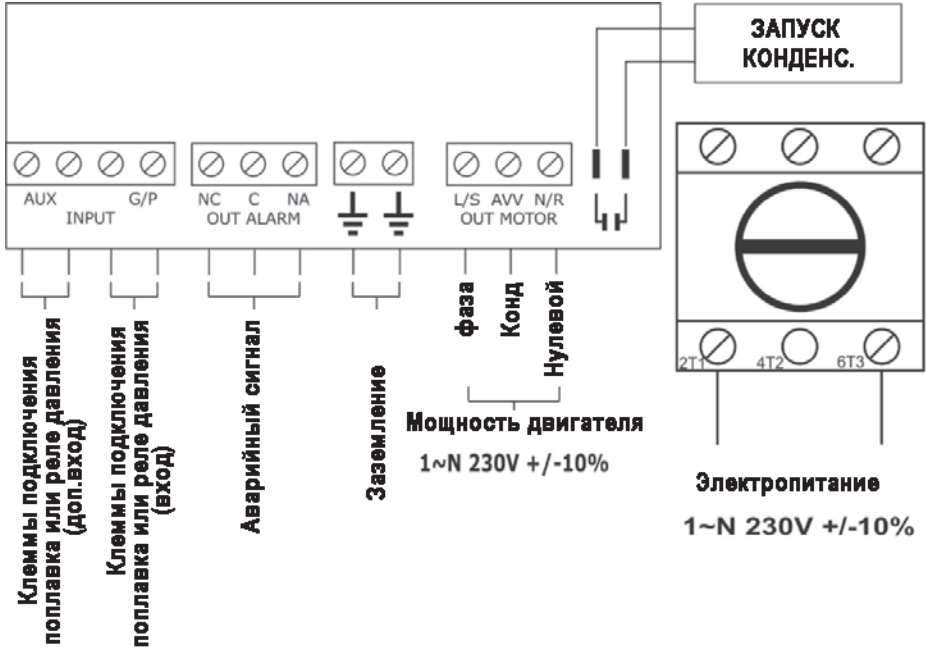 ЗАПУСК
КОНДЕНС.
AUX
G/P
INPUT
NC C NA
OUT ALARM
L/S AVV N/R
OUT MOTOR
2T1
4T2
6T3
Клеммы подключения
поплавка или реле давления
(доп.вход)
Клеммы подключения
поплавка или реле давления
(вход)
Аварийный сигнал
Заземление
фаза
Конд
Нулевой
Мощность двигателя
1~N 230V +/-10%
Электропитание
1~N 230V +/-10%